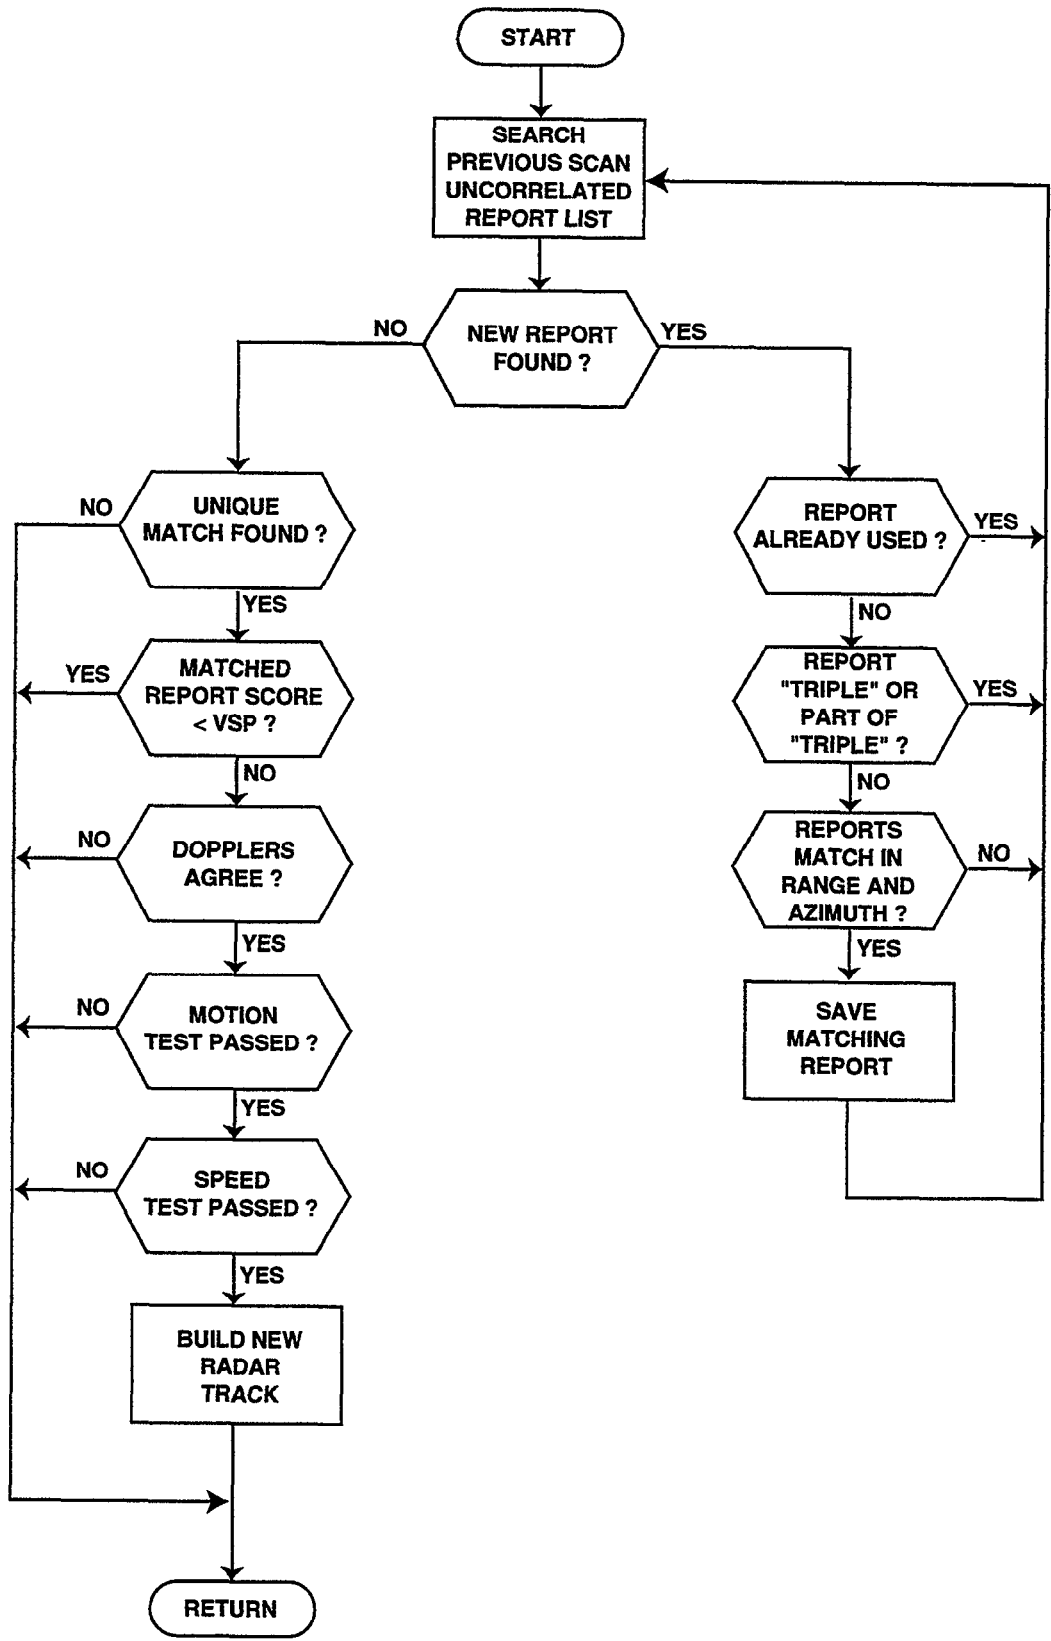 START
SEARCH
PREVIOUS SCAN
UNCORRELATED
REPORT LIST
NO
NEW REPORT
FOUND ?
YES
NO
UNIQUE
MATCH FOUND ?
YES
YES
MATCHED
REPORT SCORE
< VSP ?
NO
NO
DOPPLERS
AGREE ?
YES
NO
MOTION
TEST PASSED ?
YES
NO
SPEED
TEST PASSED ?
YES
BUILD NEW
RADAR
TRACK
RETURN
REPORT
ALREADY USED ?
YES
NO
REPORT
"TRIPLE" OR
PART OF
"TRIPLE" ?
YES
NO
REPORTS
MATCH IN
RANGE AND
AZIMUTH ?
NO
YES
SAVE
MATCHING
REPORT